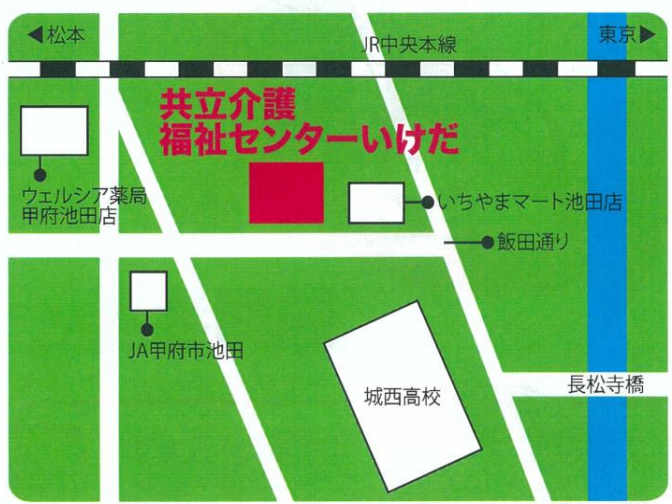 ◀松本
東京▶
JR中央本線
共立介護
福祉センターいけだ
ウェルシア薬局
甲府池田店
いちやまマート池田店
飯田通り
JA甲府市池田
城西高校
長松寺橋